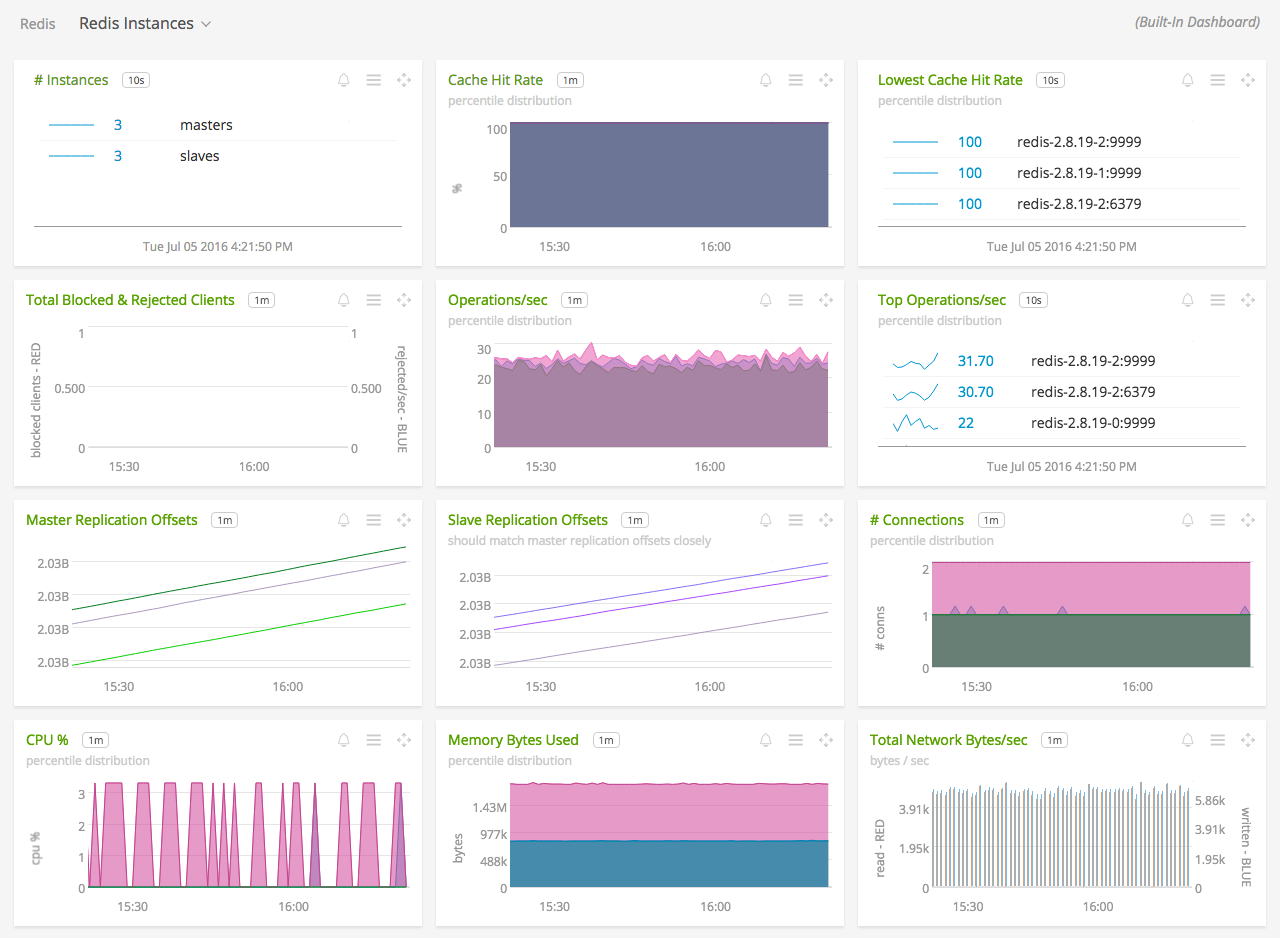 Redis Redis Instances
(Built-In Dashboard)
# Instances 10s
3 masters
3 slaves
Tue Jul 05 2016 4:21:50 PM
Cache Hit Rate 1m
percentile distribution
100
50
0
%
15:30 16:00
Lowest Cache Hit Rate 10s
percentile distribution
100 redis-2.8.19-2:9999
100 redis-2.8.19-1:9999
100 redis-2.8.19-2:6379
Tue Jul 05 2016 4:21:50 PM
Total Blocked & Rejected Clients 1m
blocked clients - RED
1 1
0.500 0.500
0 0
rejected/sec - BLUE
15:30 16:00
Operations/sec 1m
percentile distribution
30
20
10
0
15:30 16:00
Top Operations/sec 10s
percentile distribution
31.70 redis-2.8.19-2:9999
30.70 redis-2.8.19-2:6379
22 redis-2.8.19-0:9999
Tue Jul 05 2016 4:21:50 PM
Master Replication Offsets 1m
2.03B
2.03B
2.03B
2.03B
15:30 16:00
Slave Replication Offsets 1m
should match master replication offsets closely
2.03B
2.03B
2.03B
2.03B
15:30 16:00
# Connections 1m
percentile distribution
# conns
2
1
0
15:30 16:00
CPU % 1m
percentile distribution
cpu %
3
2
1
0
15:30 16:00
Memory Bytes Used 1m
percentile distribution
bytes
1.43M
977k
488k
0
15:30 16:00
Total Network Bytes/sec 1m
bytes / sec
read - RED
3.91k
1.95k
0
5.86k
3.91k
1.95k
0
written - BLUE
15:30 16:00